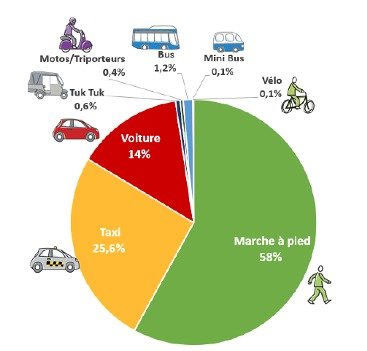 Motos/Triporteurs
0,4%
Bus
1,2%
Mini Bus
0,1%
Vélo
0,1%
Tuk Tuk
0,6%
Voiture
14%
Taxi
25,6%
Marche à pied
58%